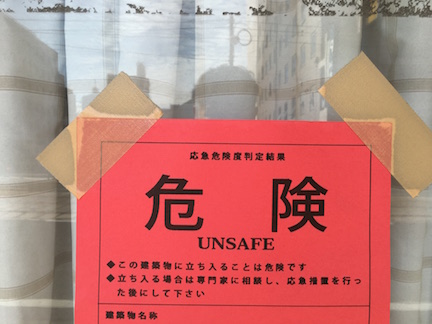 応急危険度判定結果
危険
UNSAFE
◆この建築物に立ち入ることは危険です
◆立ち入る場合は専門家に相談し、応急措置を行っ
た後にして下さい
建築物名称